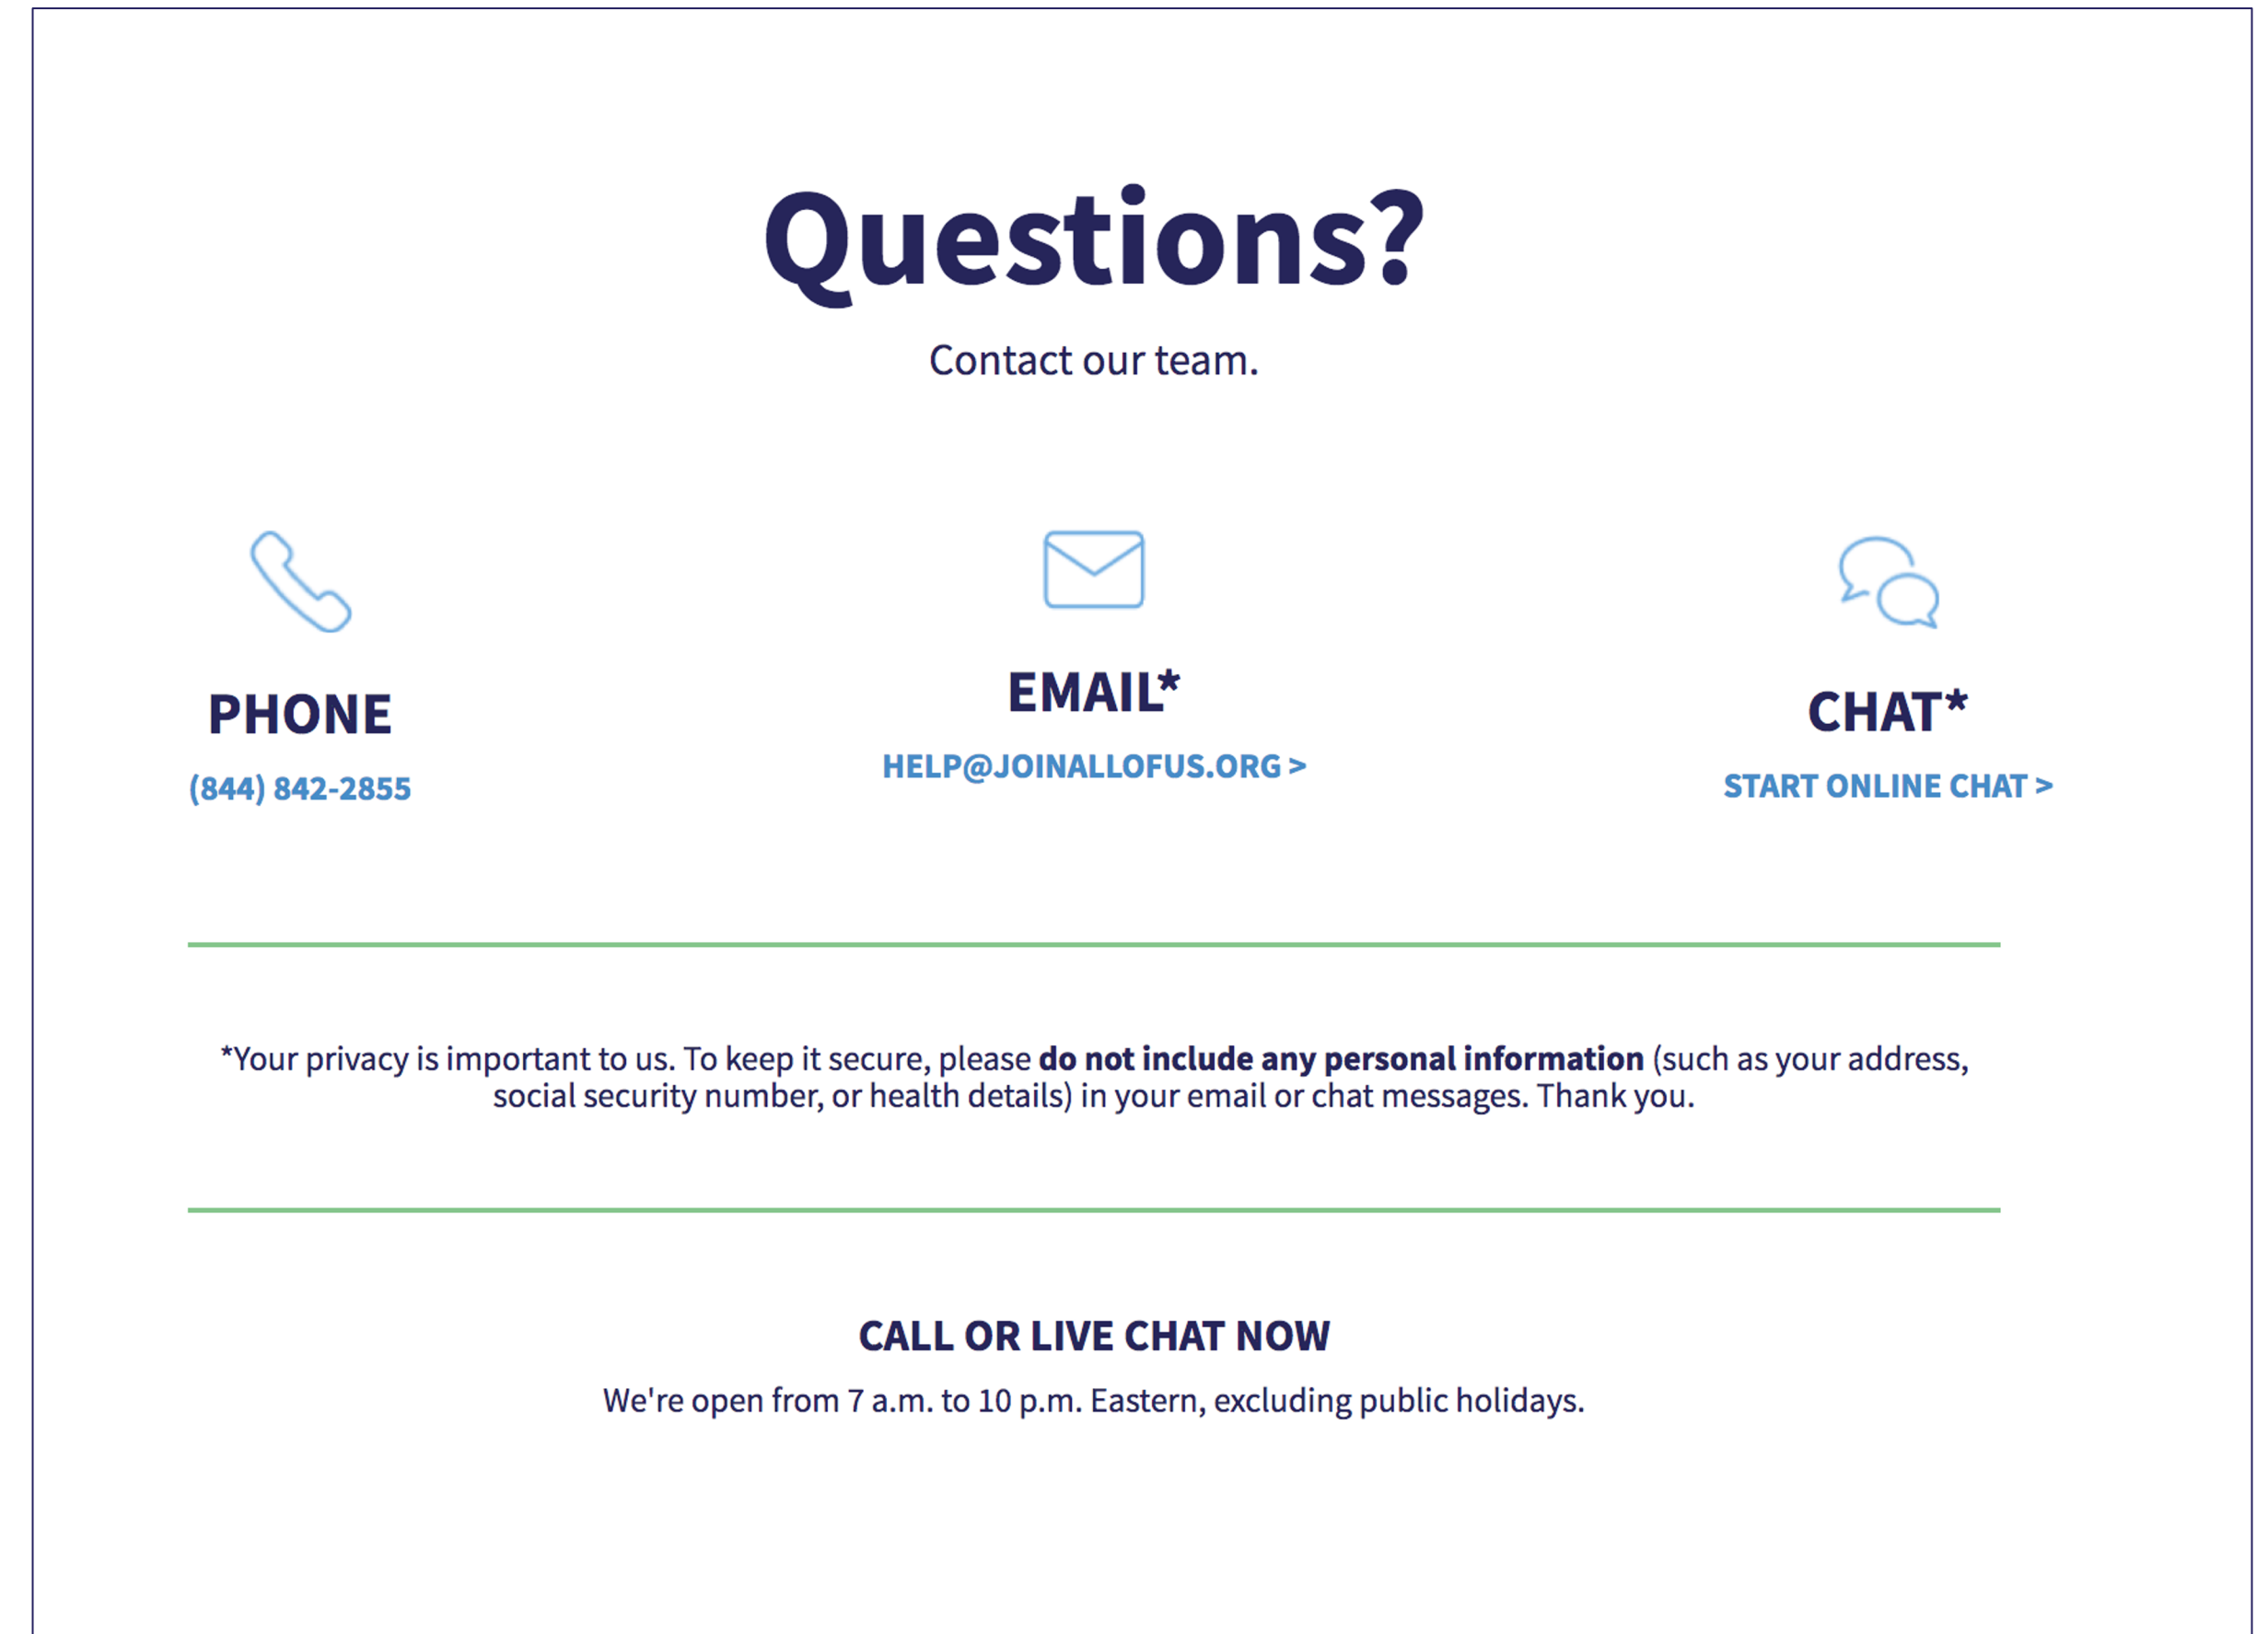 Questions?
Contact our team.
PHONE
(844) 842-2855
EMAIL*
HELP@JOINALLOFUS.ORG >
CHAT*
START ONLINE CHAT >
*Your privacy is important to us. To keep it secure, please do not include any personal information (such as your address,
social security number, or health details) in your email or chat messages. Thank you.
CALL OR LIVE CHAT NOW
We're open from 7 a.m. to 10 p.m. Eastern, excluding public holidays.